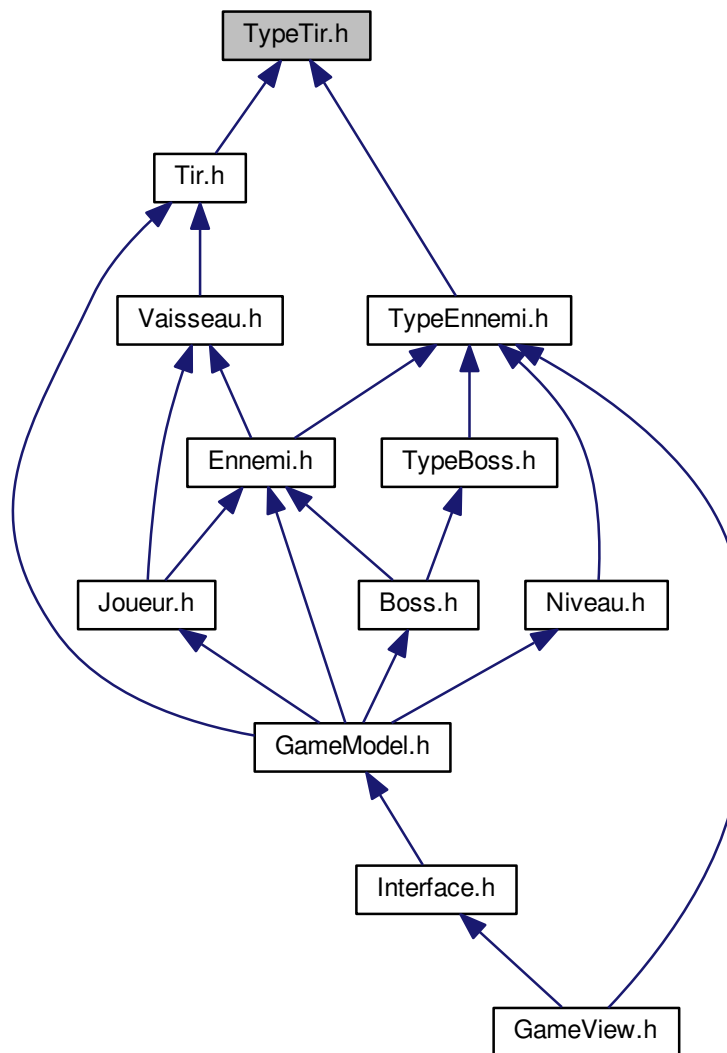 TypeTir.h
Tir.h
Vaisseau.h
TypeEnnemi.h
Ennemi.h
TypeBoss.h
Joueur.h
Boss.h
Niveau.h
GameModel.h
Interface.h
GameView.h